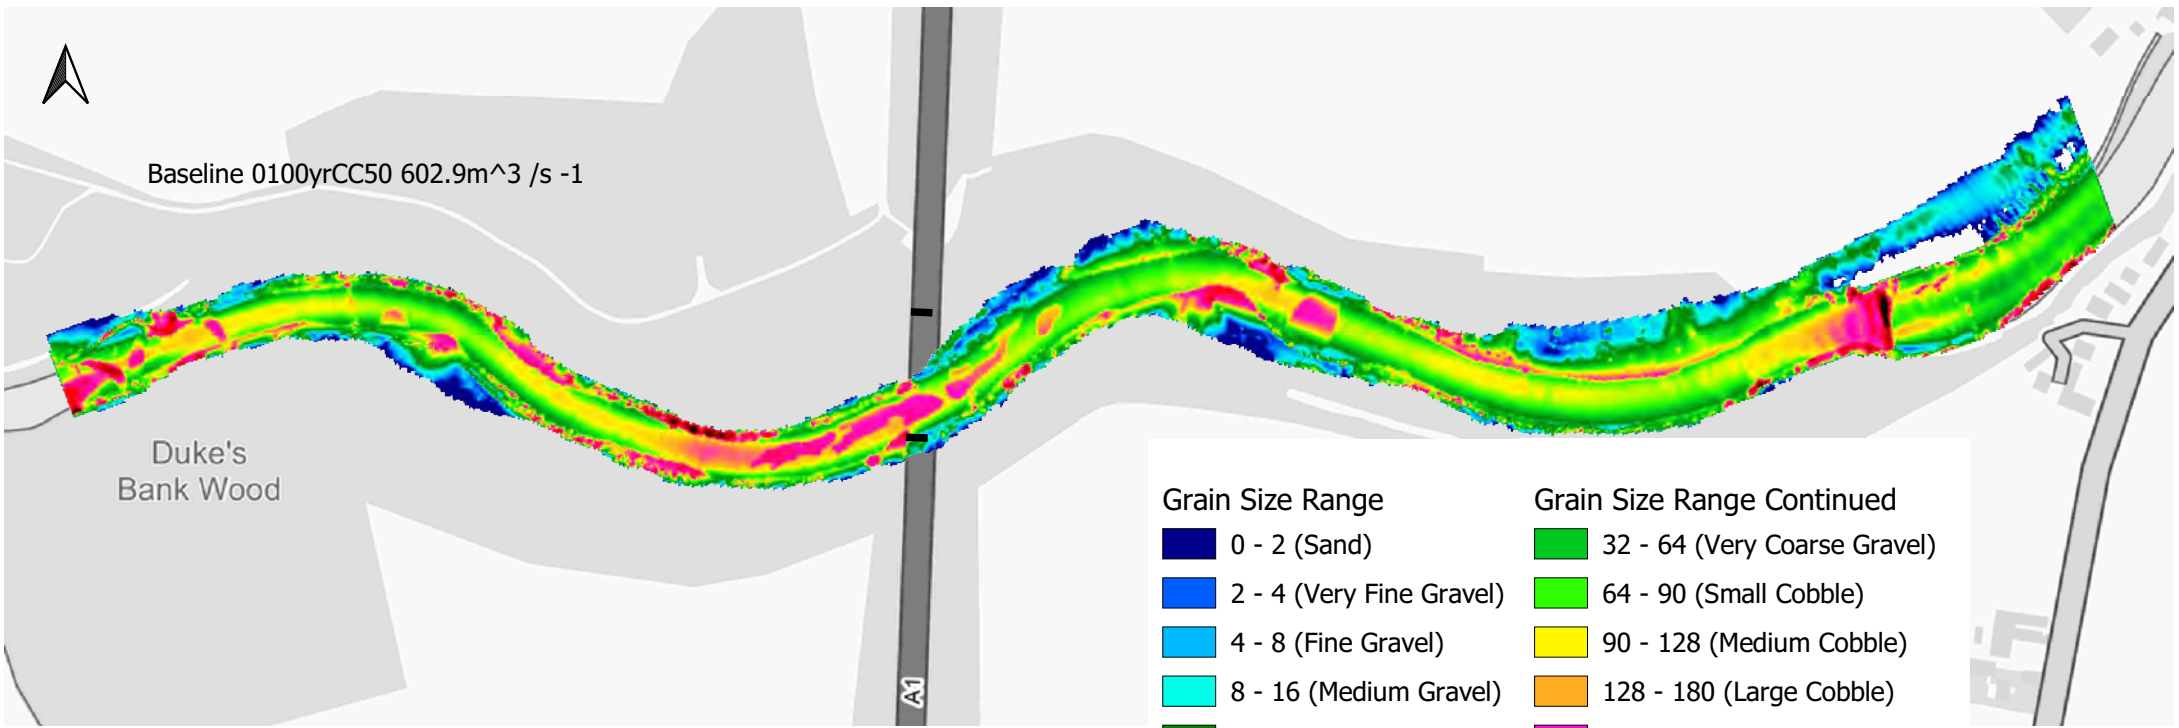 Baseline 0100yrCC50 602.9m^3 /s -1
Duke's
Bank Wood
A1
Grain Size Range
0 - 2 (Sand)
2 - 4 (Very Fine Gravel)
4 - 8 (Fine Gravel)
8 - 16 (Medium Gravel)
Grain Size Range Continued
32 - 64 (Very Coarse Gravel)
64 - 90 (Small Cobble)
90 - 128 (Medium Cobble)
128 - 180 (Large Cobble)